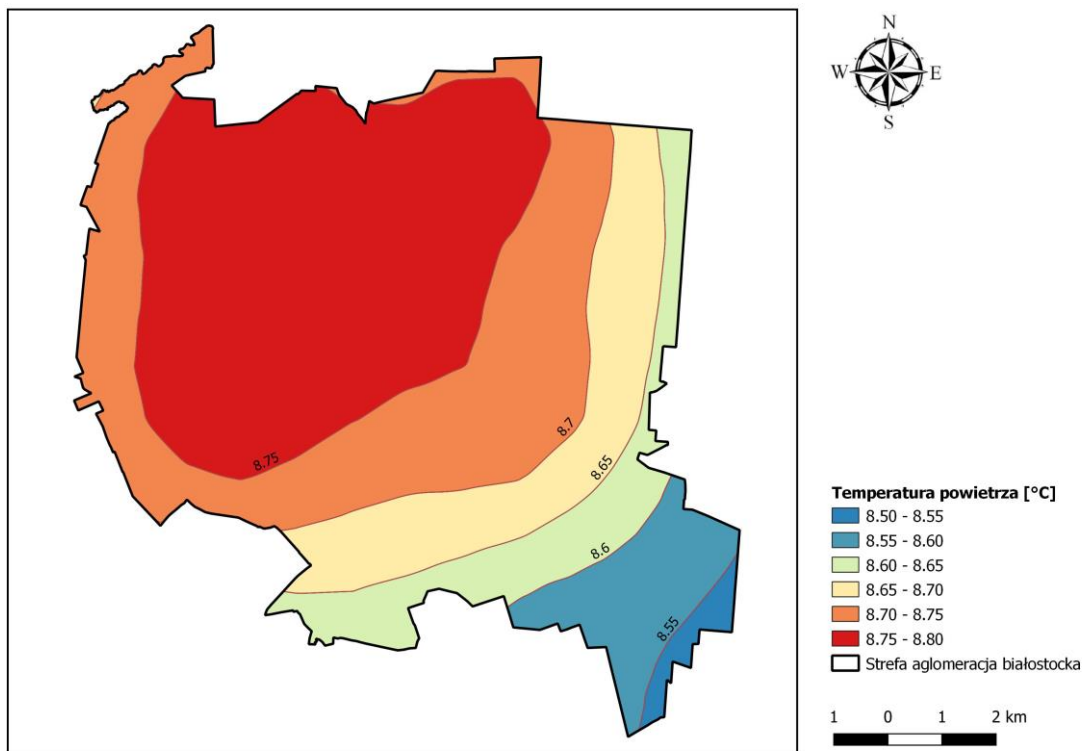 N
W E
S
8.75
8.7
8.65
8.6
8.55
Temperatura powietrza [°C]
8.50 - 8.55
8.55 - 8.60
8.60 - 8.65
8.65 - 8.70
8.70 - 8.75
8.75 - 8.80
Strefa aglomeracja białostocka
1 0 1 2 km